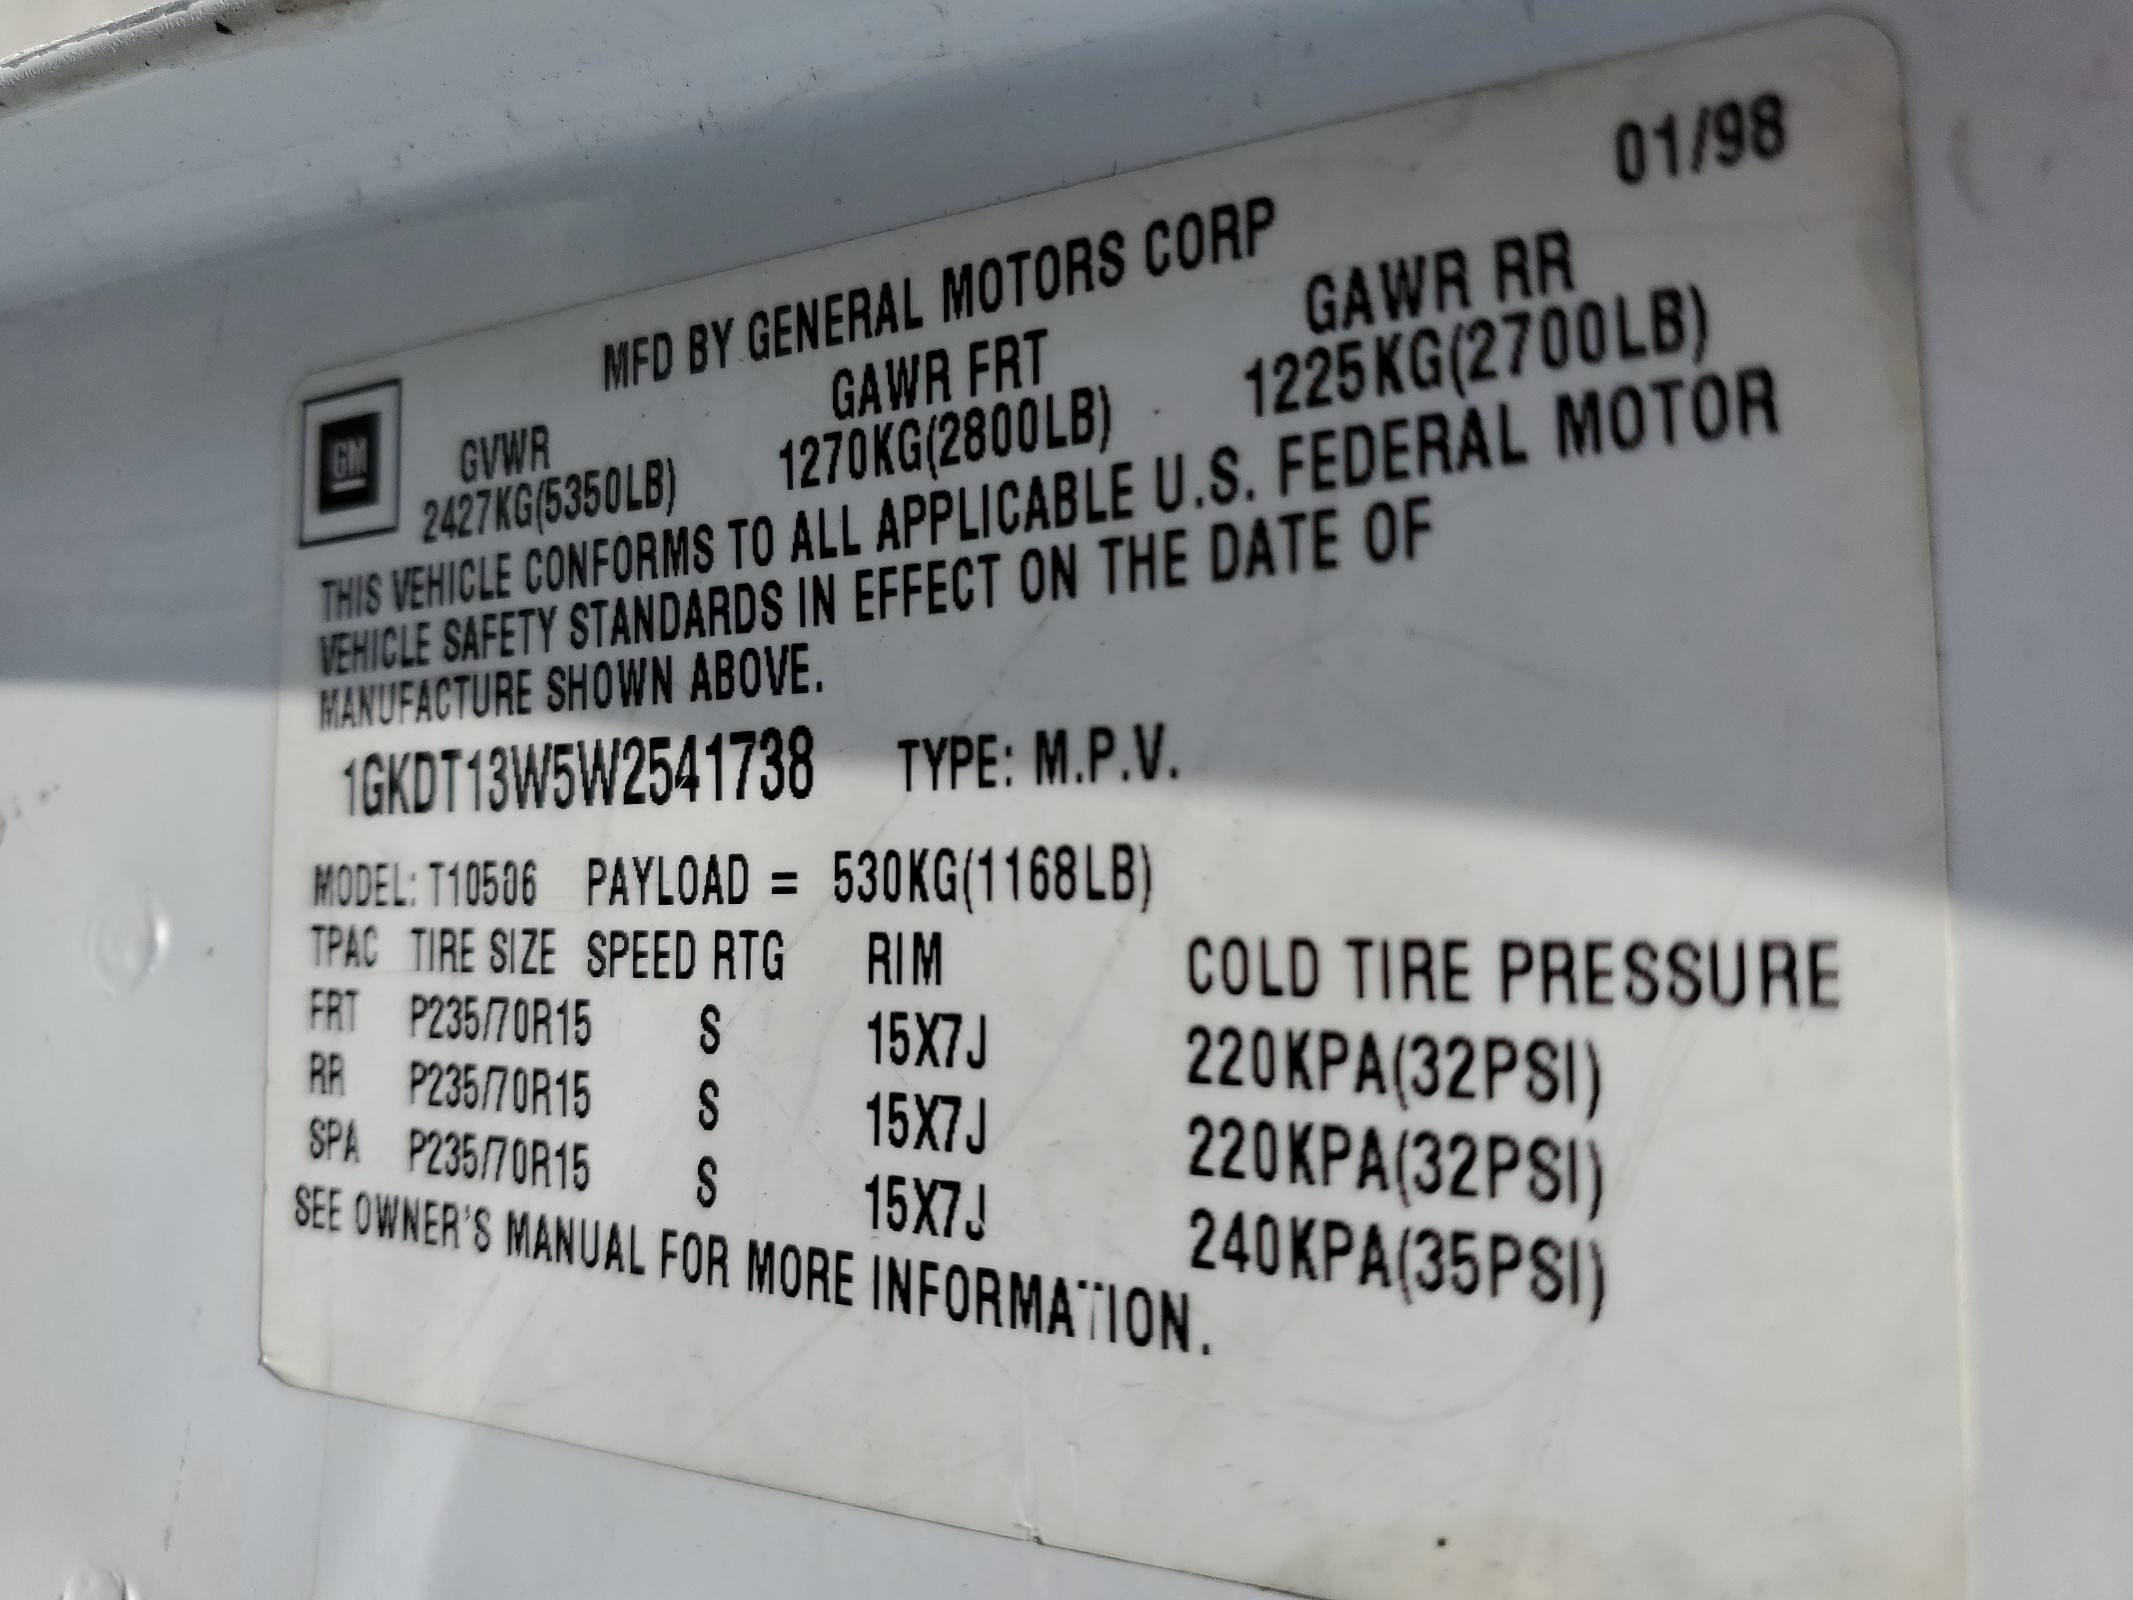 01/98
MFD BY GENERAL MOTORS CORP
GM
GVWR GAWR FRT GAWR RR
2427KG(5350LB) 1270KG(2800LB) 1225KG(2700LB)
THIS VEHICLE CONFORMS TO ALL APPLICABLE U.S. FEDERAL MOTOR
VEHICLE SAFETY STANDARDS IN EFFECT ON THE DATE OF
MANUFACTURE SHOWN ABOVE.
1GKDT13W5W2541738 TYPE: M.P.V.
MODEL: T10506 PAYLOAD = 530KG(1168LB)
TPAC TIRE SIZE SPEED RTG RIM COLD TIRE PRESSURE
FRT P235/70R15 S 15X7J 220KPA(32PSI)
RR P235/70R15 S 15X7J 220KPA(32PSI)
SPA P235/70R15 S 15X7J 240KPA(35PSI)
SEE OWNER'S MANUAL FOR MORE INFORMATION.